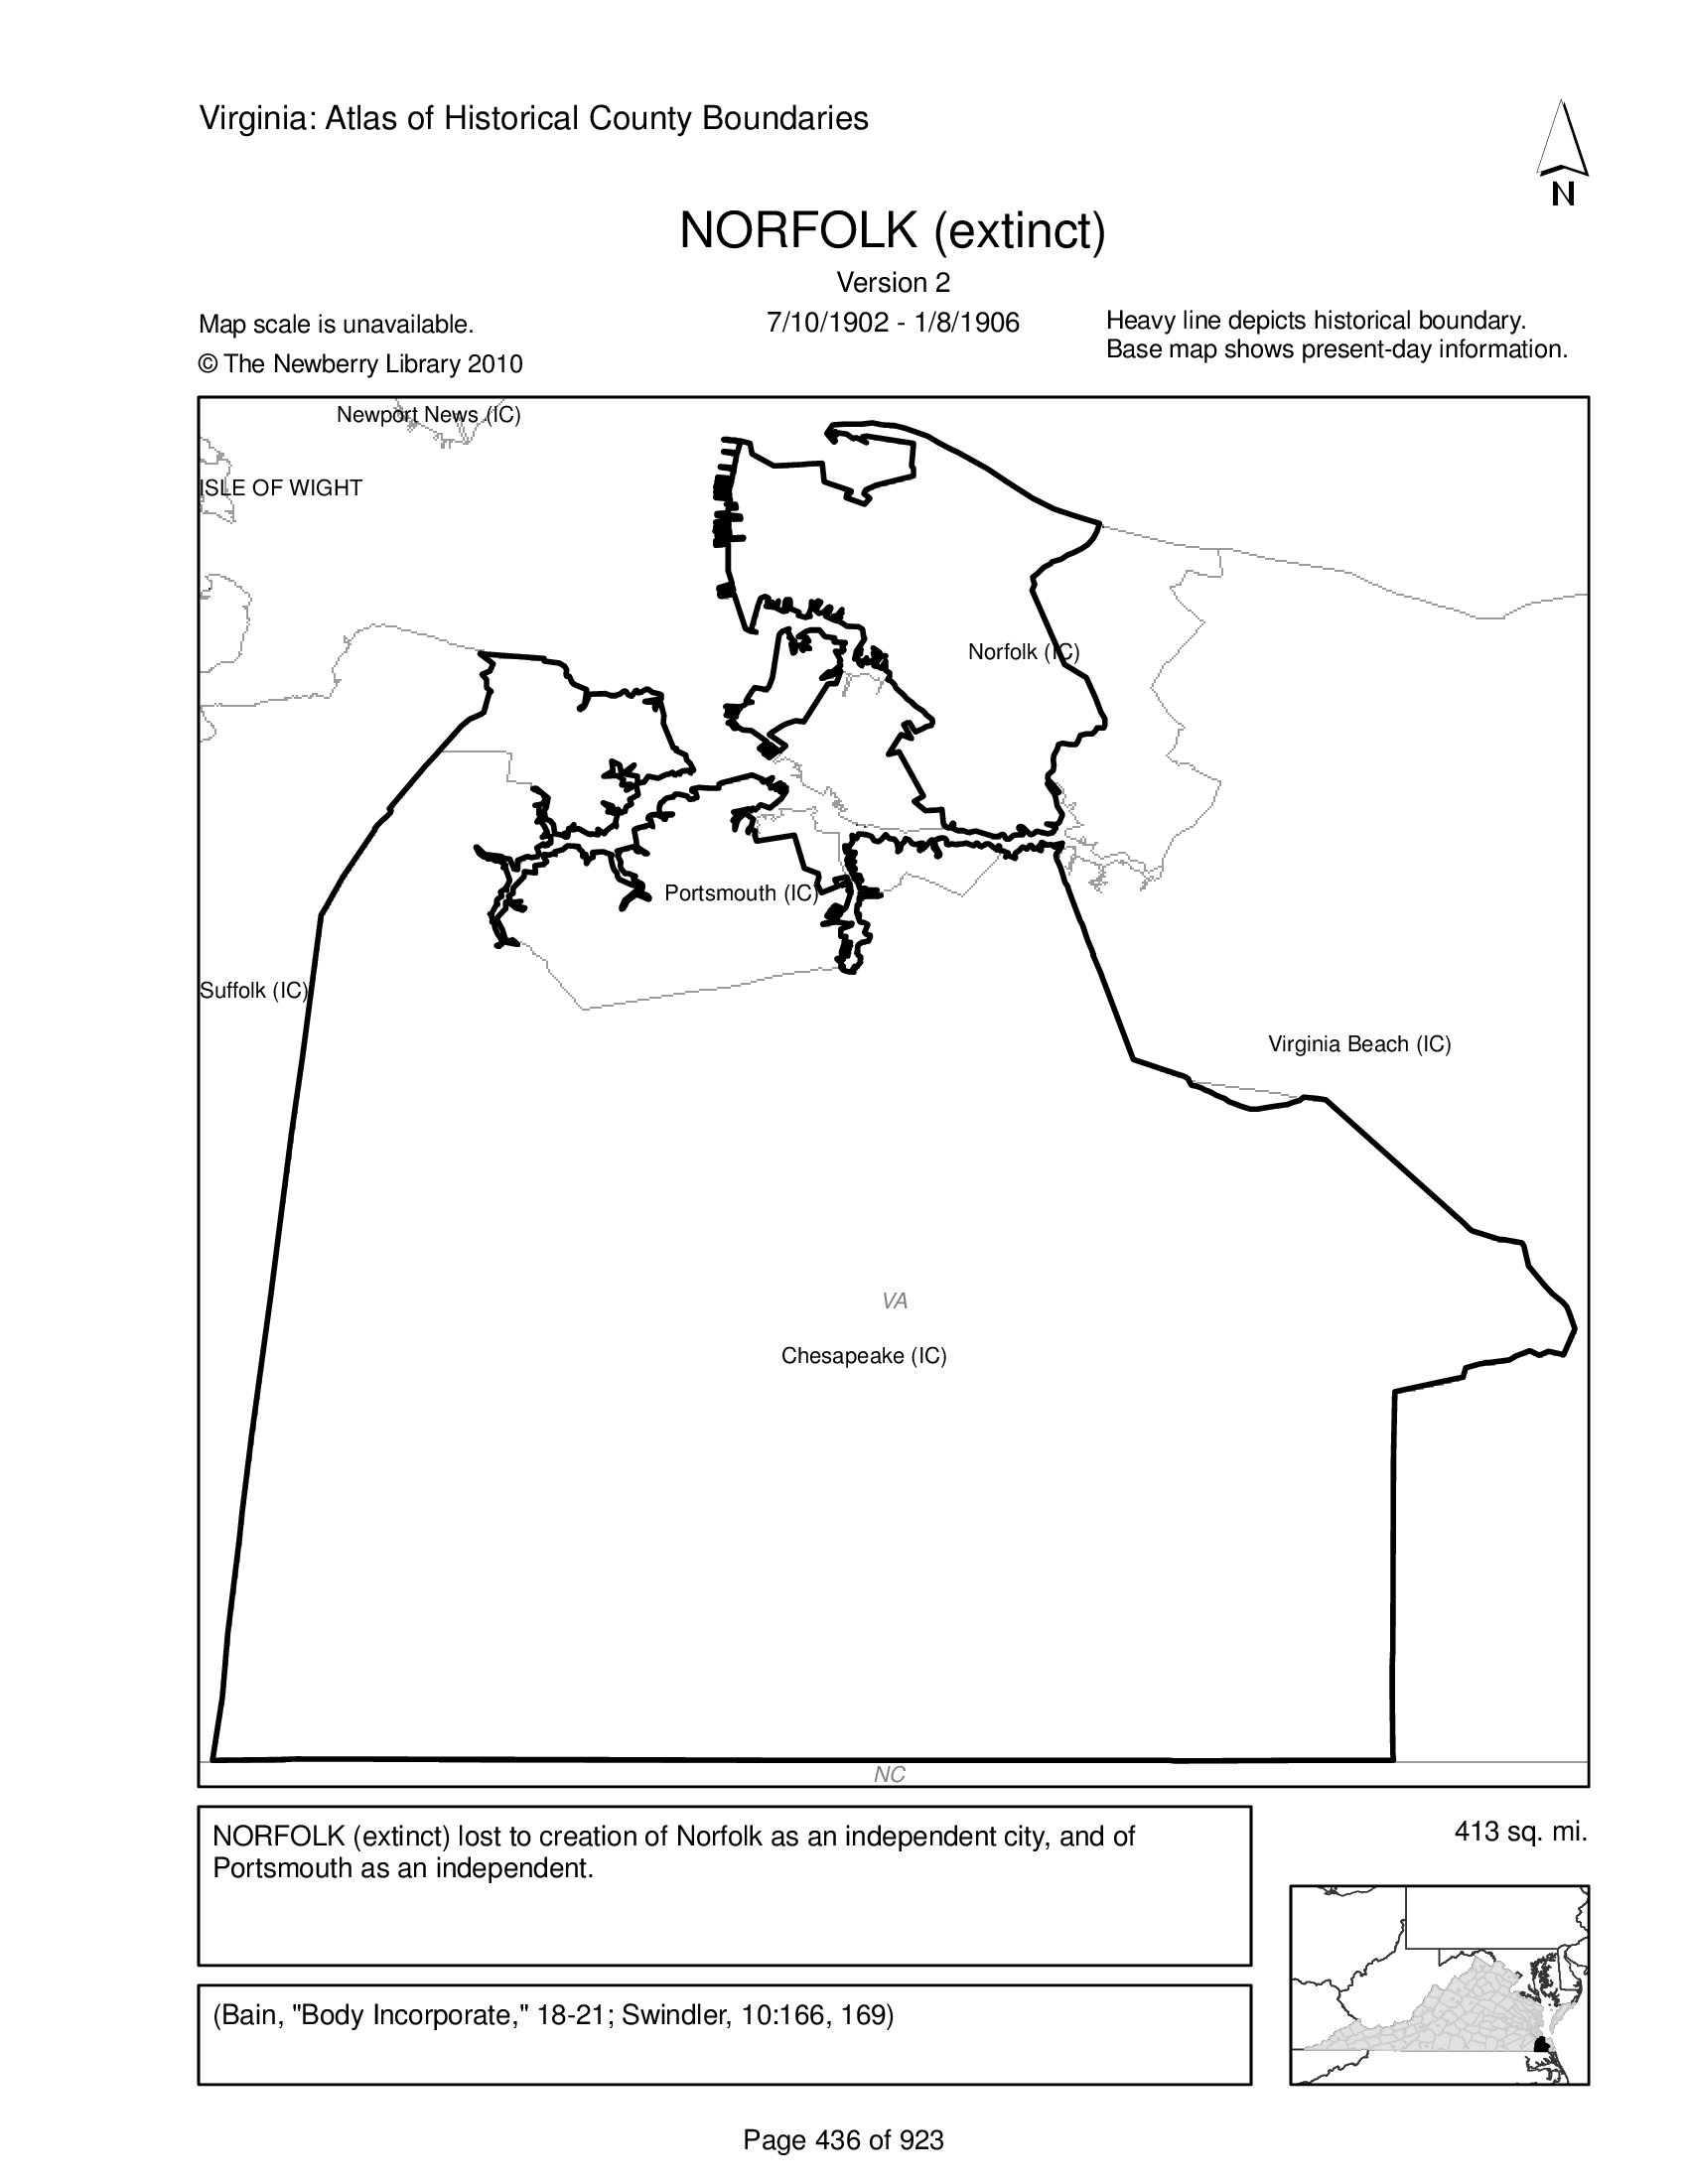 Virginia: Atlas of Historical County Boundaries
N
NORFOLK (extinct)
Version 2
7/10/1902 - 1/8/1906
Map scale is unavailable.
© The Newberry Library 2010
Heavy line depicts historical boundary.
Base map shows present-day information.
Newport News (IC)
ISLE OF WIGHT
Norfolk (IC)
Portsmouth (IC)
Suffolk (IC)
Virginia Beach (IC)
VA
Chesapeake (IC)
NC
NORFOLK (extinct) lost to creation of Norfolk as an independent city, and of
Portsmouth as an independent.
413 sq. mi.
(Bain, "Body Incorporate," 18-21; Swindler, 10:166, 169)
Page 436 of 923